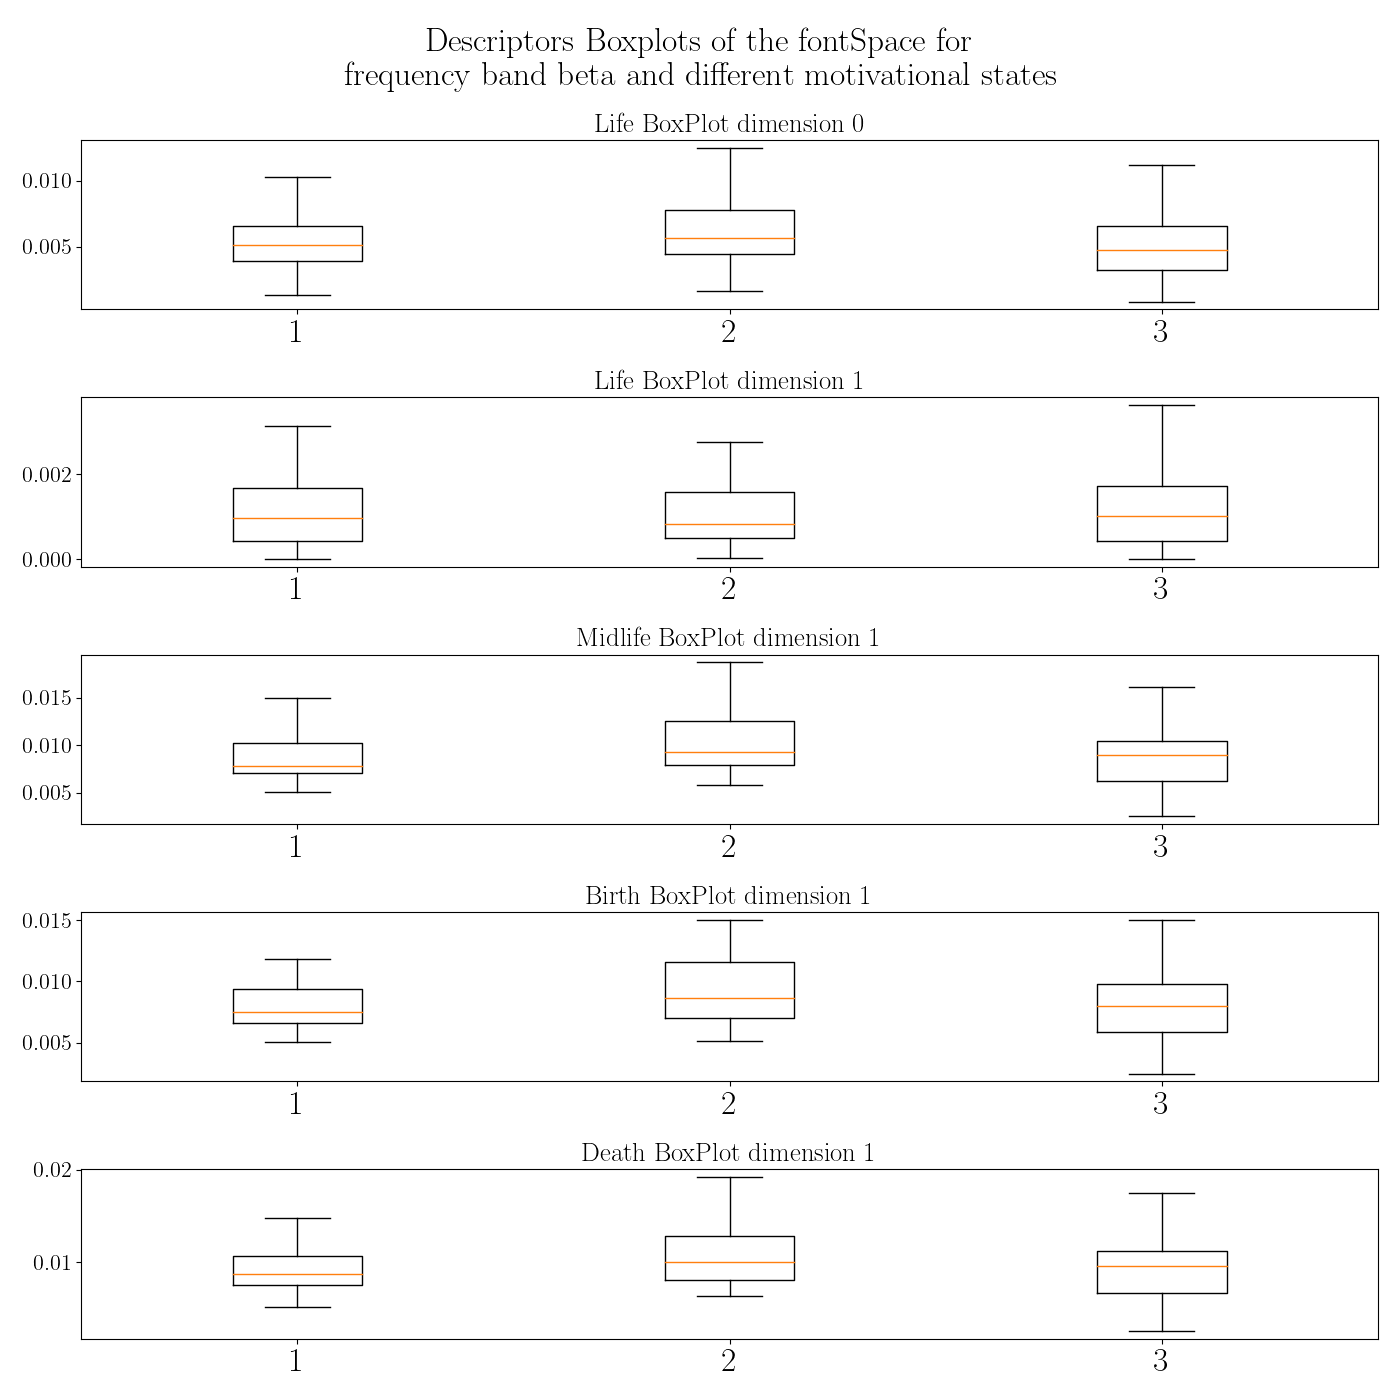 Descriptors Boxplots of the fontSpace for
frequency band beta and different motivational states
Life BoxPlot dimension 0
0.010
0.005
1 2 3
Life BoxPlot dimension 1
0.002
0.000
1 2 3
Midlife BoxPlot dimension 1
0.015
0.010
0.005
1 2 3
Birth BoxPlot dimension 1
0.015
0.010
0.005
1 2 3
Death BoxPlot dimension 1
0.02
0.01
1 2 3